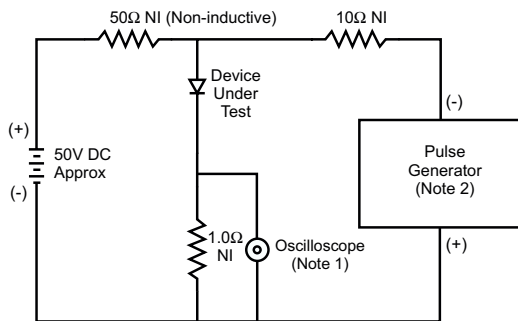 50Ω NI (Non-inductive)
10Ω NI
Device
Under
Test
(+)
50V DC
Approx
(-)
(-)
Pulse
Generator
(Note 2)
(+)
1.0Ω
NI
Oscilloscope
(Note 1)